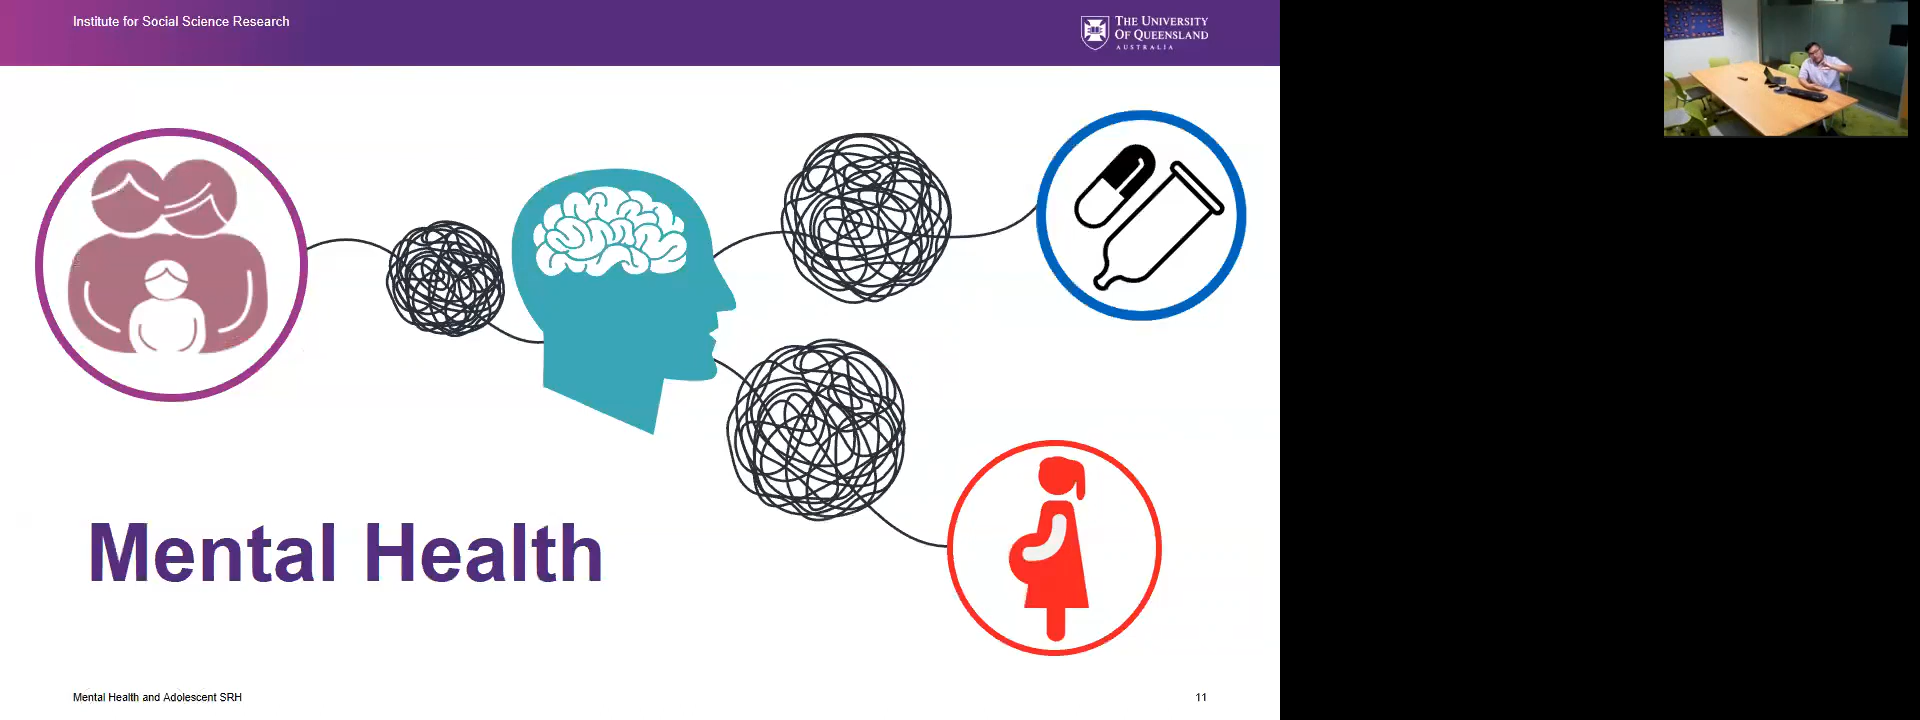 Institute for Social Science Research
THE UNIVERSITY
OF QUEENSLAND
AUSTRALIA
Mental Health
Mental Health and Adolescent SRH
11